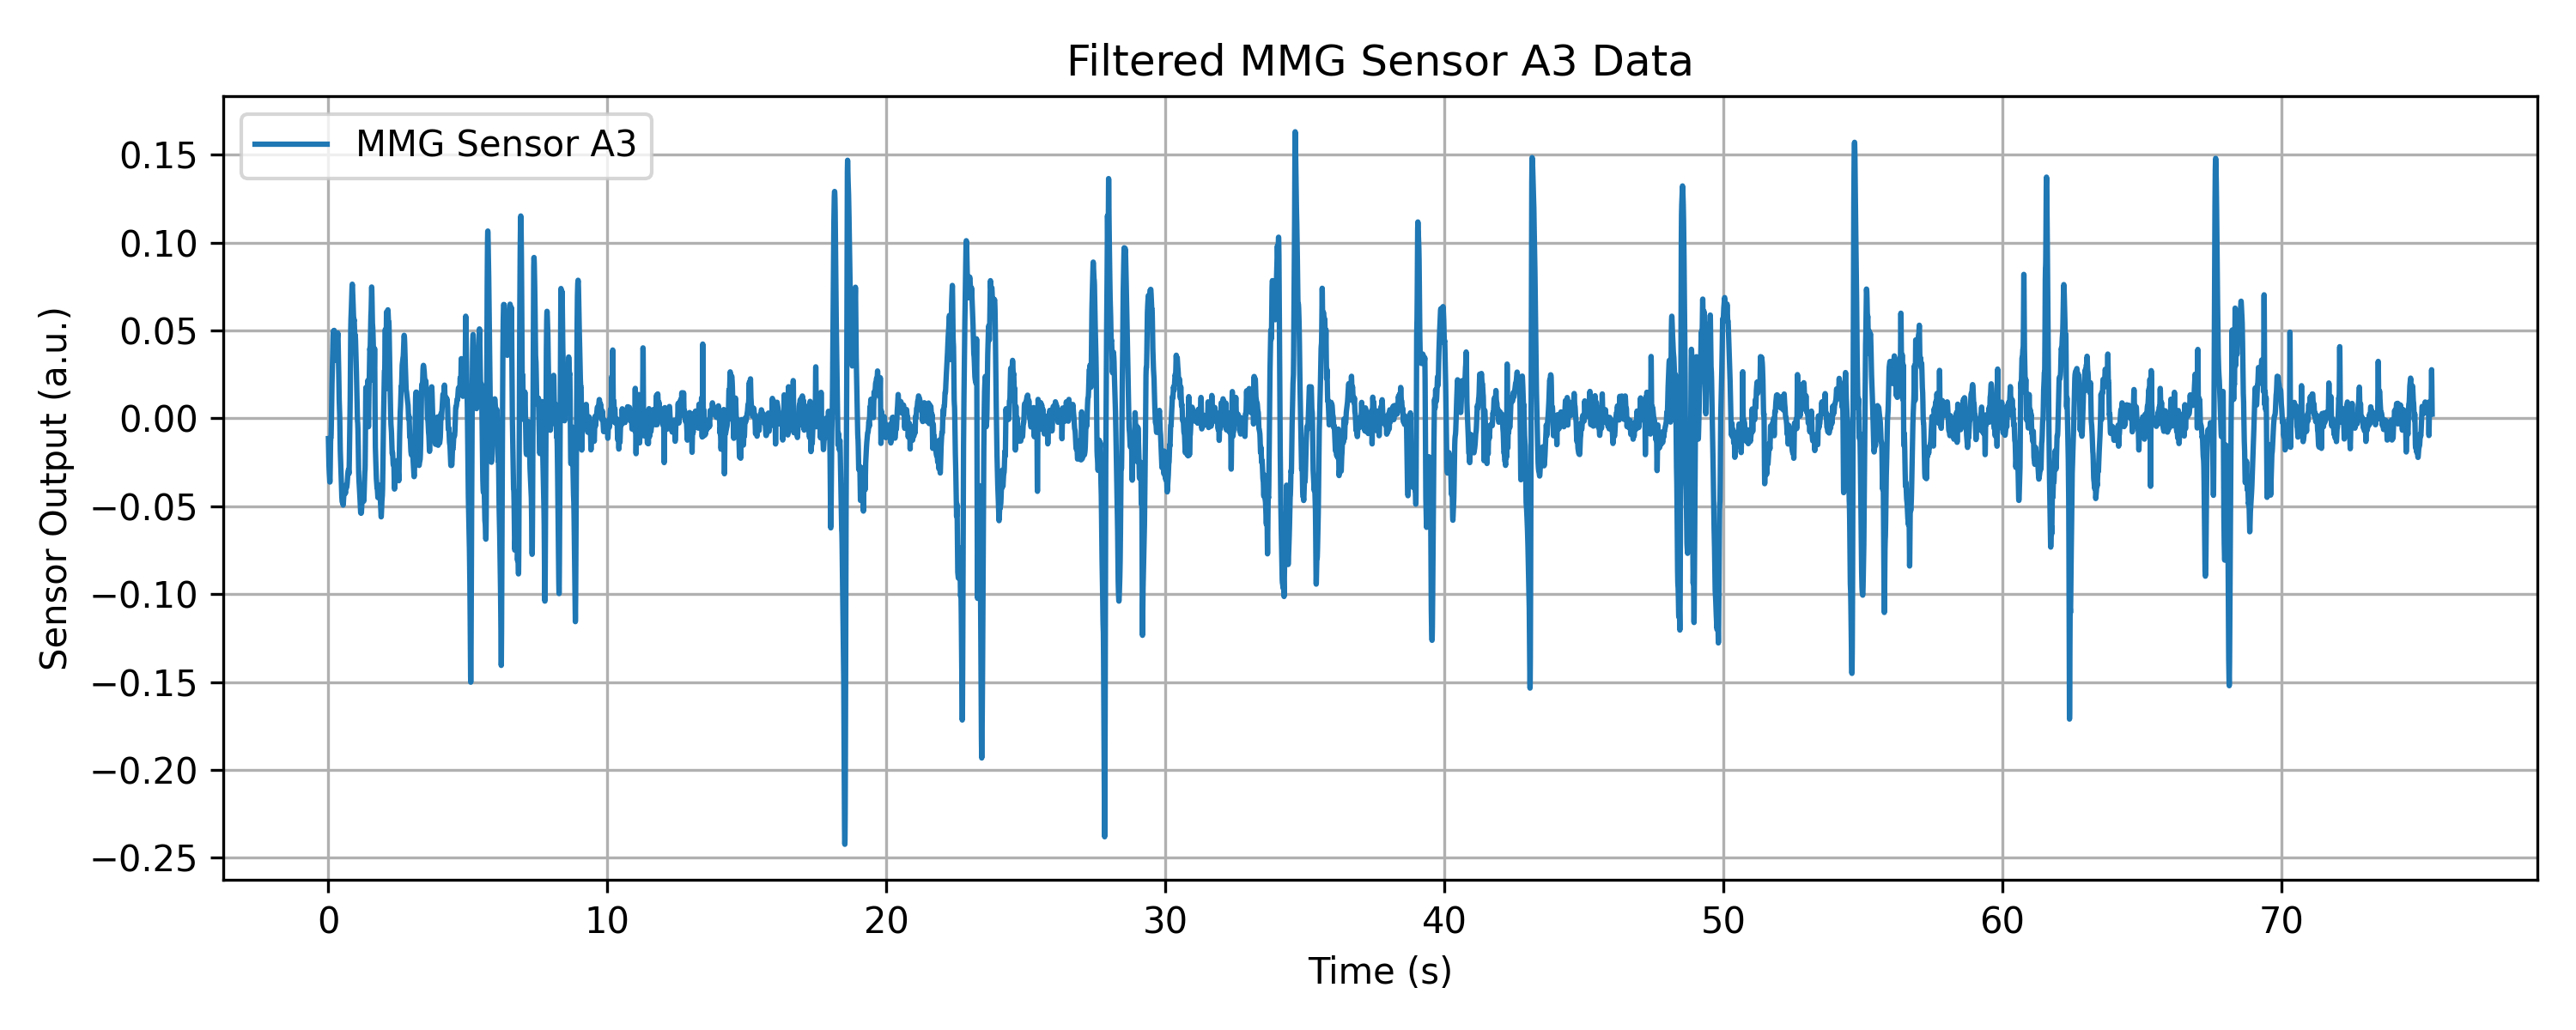 Filtered MMG Sensor A3 Data
MMG Sensor A3
Sensor Output (a.u.)
0.15
0.10
0.05
0.00
−0.05
−0.10
−0.15
−0.20
−0.25
0 10 20 30 40 50 60 70
Time (s)